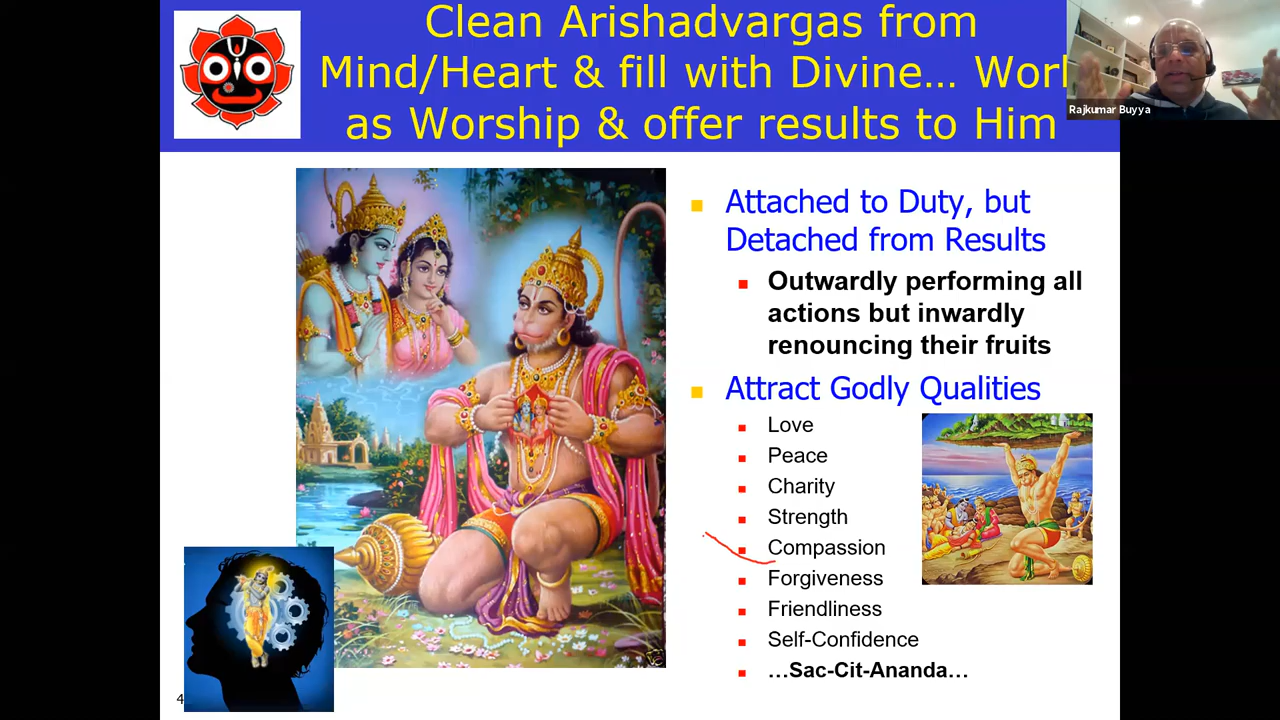 Clean Arishadvargas from
Mind/Heart & fill with Divine... Work
as Worship & offer results to Him
Rajkumar Buyya
Attached to Duty, but
Detached from Results
Outwardly performing all
actions but inwardly
renouncing their fruits
Attract Godly Qualities
Love
Peace
Charity
Strength
Compassion
Forgiveness
Friendliness
Self-Confidence
...Sac-Cit-Ananda...
4